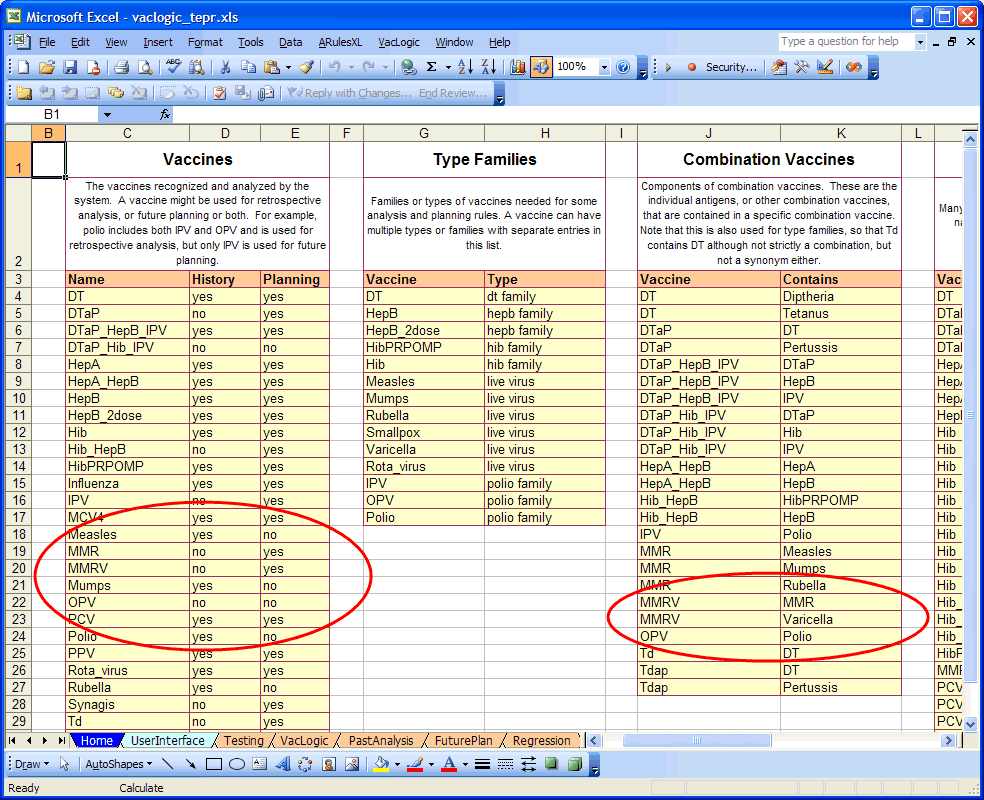 Microsoft Excel - vaclogic_tepr.xls
File Edit View Insert Format Tools Data ARulesXL VacLogic Window Help Type a question for help
100% Security...
Reply with Changes... End Review...
B1 fx
B C D E F G H I J K L
1 Vaccines Type Families Combination Vaccines
The vaccines recognized and analyzed by the
system. A vaccine might be used for retrospective
analysis, or future planning or both. For example,
polio includes both IPV and OPV and is used for
retrospective analysis, but only IPV is used for future
planning.
Families or types of vaccines needed for some
analysis and planning rules. A vaccine can have
multiple types or families with separate entries in
this list.
Components of combination vaccines. These are the
individual antigens, or other combination vaccines,
that are contained in a specific combination vaccine.
Note that this is also used for type families, so that Td
contains DT although not strictly a combination, but
not a synonym either.
Many
na
2
3 Name History Planning Vaccine Type Vaccine Contains Vac
4 DT yes yes DT dt family DT Diptheria DT
5 DTaP no yes HepB hepb family DT Tetanus DTa
6 DTaP_HepB_IPV yes yes HepB_2dose hepb family DTaP DT DTa
7 DTaP_Hib_IPV no no HibPRPOMP hib family DTaP Pertussis DTa
8 HepA yes yes Hib hib family DTaP_HepB_IPV DTaP Hep
9 HepA_HepB yes yes Measles live virus DTaP_HepB_IPV HepB Hep
10 HepB yes yes Mumps live virus DTaP_HepB_IPV IPV Hep
11 HepB_2dose yes yes Rubella live virus DTaP_Hib_IPV DTaP Hep
12 Hib yes yes Smallpox live virus DTaP_Hib_IPV Hib Hib
13 Hib_HepB no yes Varicella live virus DTaP_Hib_IPV IPV Hib
14 HibPRPOMP yes yes Rota_virus live virus HepA_HepB HepA Hib
15 Influenza yes yes IPV polio family HepA_HepB HepB Hib
16 IPV no yes OPV polio family Hib_HepB HibPRPOMP Hib
17 MCV4 yes yes Polio polio family Hib_HepB HepB Hib
18 Measles yes no IPV Polio Hib
19 MMR no yes MMR Measles Hib
20 MMRV no yes MMR Mumps Hib
21 Mumps yes no MMR Rubella Hib
22 OPV no no MMRV MMR Hib_
23 PCV yes yes MMRV Varicella Hib_
24 Polio yes no OPV Polio Hib_
25 PPV yes yes Td DT HibF
26 Rota_virus yes yes Tdap DT MMF
27 Rubella yes no Tdap Pertussis PCV
28 Synagis no yes PCV
29 Td no yes PCV
Home UserInterface Testing VacLogic PastAnalysis FuturePlan Regression
Draw AutoShapes
Ready Calculate